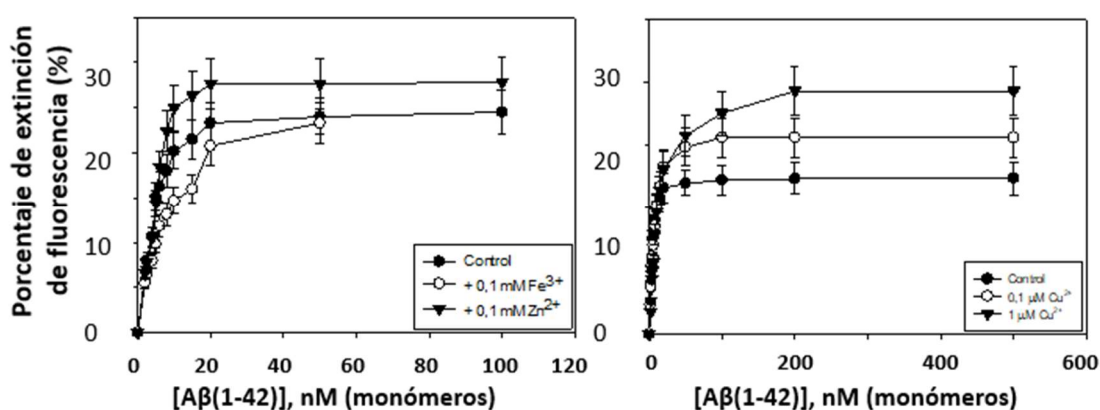 Porcentaje de extinción
de fluorescencia (%)
30
20
10
0
0 20 40 60 80 100 120
[Aβ(1-42)], nM (monómeros)
Control
+ 0,1 mM Fe3+
+ 0,1 mM Zn2+
30
20
10
0
0 200 400 600
[Aβ(1-42)], nM (monómeros)
Control
0,1 µM Cu2+
1 µM Cu2+